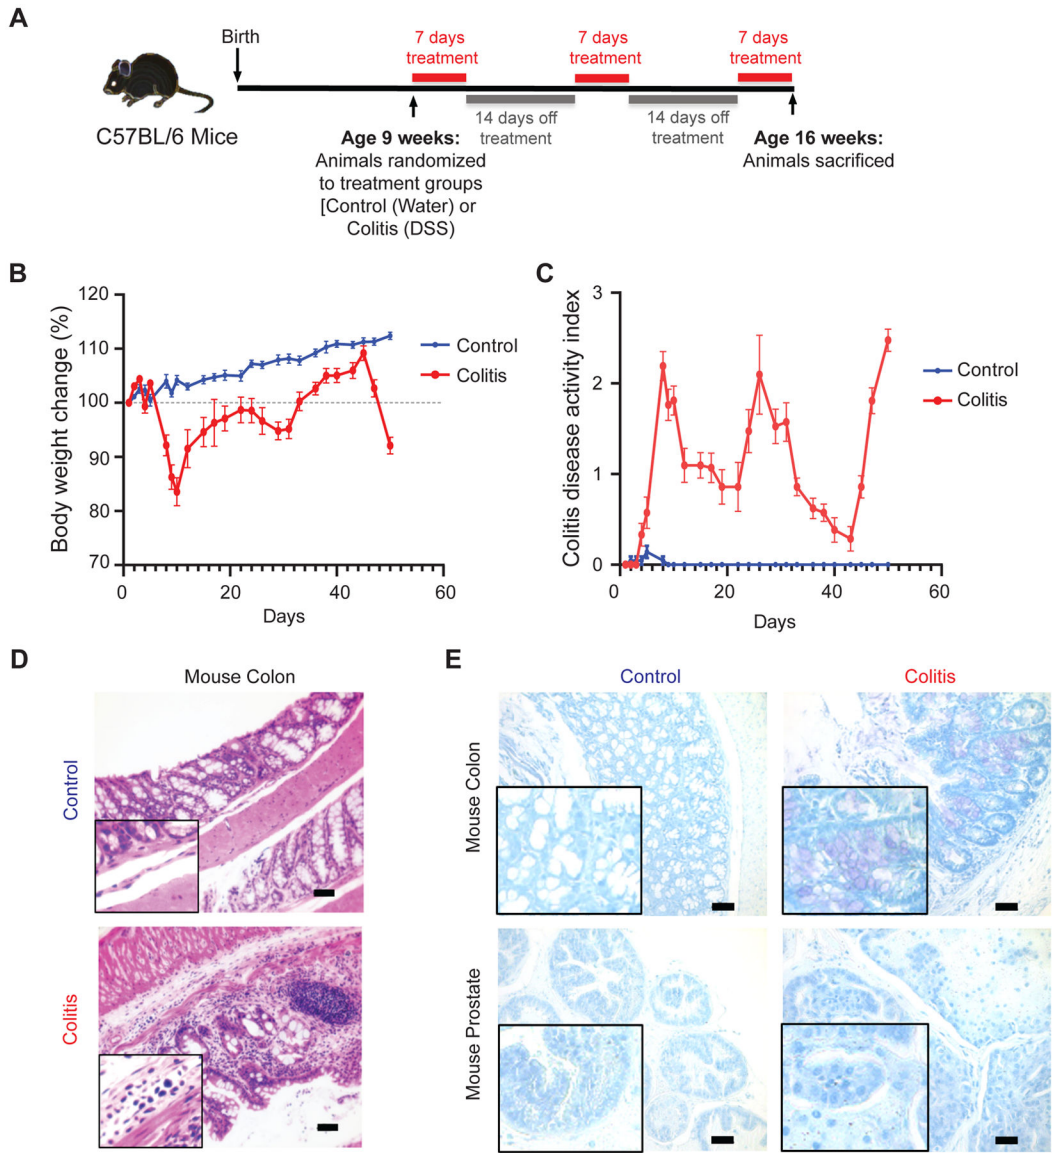 A
Birth
7 days
treatment
7 days
treatment
7 days
treatment
C57BL/6 Mice
14 days off
treatment
14 days off
treatment
Age 9 weeks:
Animals randomized
to treatment groups
[Control (Water) or
Colitis (DSS)
Age 16 weeks:
Animals sacrificed
B
Body weight change (%)
120
110
100
90
80
70
0
20
40
60
Days
Control
Colitis
C
Colitis disease activity index
3
2
1
0
0
20
40
60
Days
Control
Colitis
D
Mouse Colon
Control
Colitis
E
Control
Colitis
Mouse Colon
Mouse Prostate